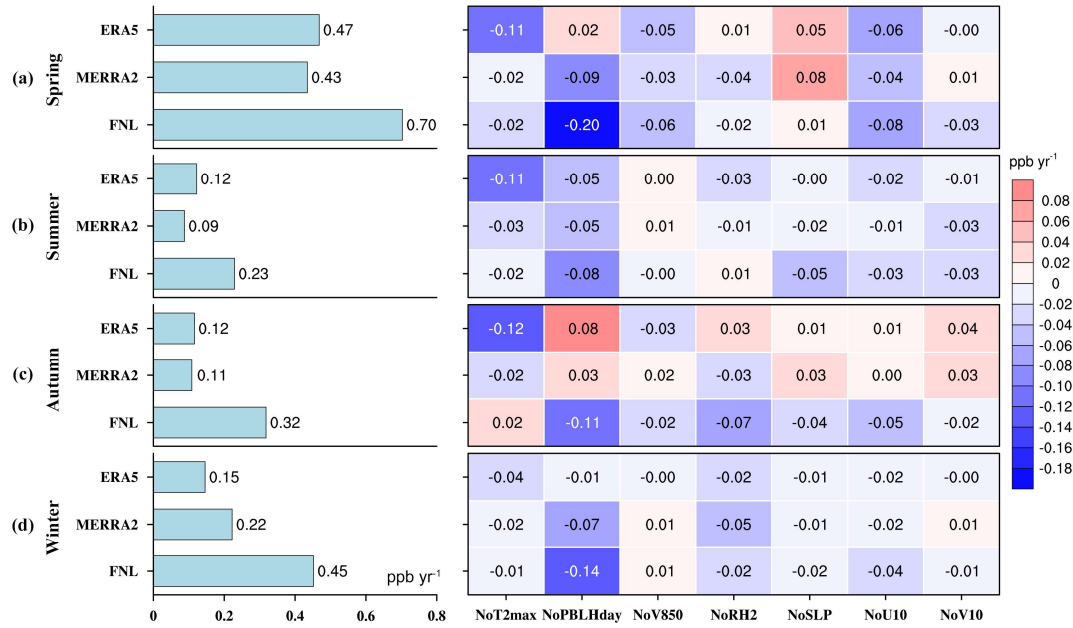 (a) Spring
ERA5 0.47 -0.11 0.02 -0.05 0.01 0.05 -0.06 -0.00
MERRA2 0.43 -0.02 -0.09 -0.03 -0.04 0.08 -0.04 0.01
FNL 0.70 -0.02 -0.20 -0.06 -0.02 0.01 -0.08 -0.03
(b) Summer
ERA5 0.12 -0.11 -0.05 0.00 -0.03 -0.00 -0.02 -0.01
MERRA2 0.09 -0.03 -0.05 0.01 -0.01 -0.02 -0.01 -0.03
FNL 0.23 -0.02 -0.08 -0.00 0.01 -0.05 -0.03 -0.03
(c) Autumn
ERA5 0.12 -0.12 0.08 -0.03 0.03 0.01 0.01 0.04
MERRA2 0.11 -0.02 0.03 0.02 -0.03 0.03 0.00 0.03
FNL 0.32 0.02 -0.11 -0.02 -0.07 -0.04 -0.05 -0.02
(d) Winter
ERA5 0.15 -0.04 -0.01 -0.00 -0.02 -0.01 -0.02 -0.00
MERRA2 0.22 -0.02 -0.07 0.01 -0.05 -0.01 -0.02 0.01
FNL 0.45 -0.01 -0.14 0.01 -0.02 -0.02 -0.04 -0.01
ppb yr⁻¹
0 0.2 0.4 0.6 0.8
NoT2max NoPBLHday NoV850 NoRH2 NoSLP NoU10 NoV10
ppb yr⁻¹
0.08
0.06
0.04
0.02
0
-0.02
-0.04
-0.06
-0.08
-0.10
-0.12
-0.14
-0.16
-0.18